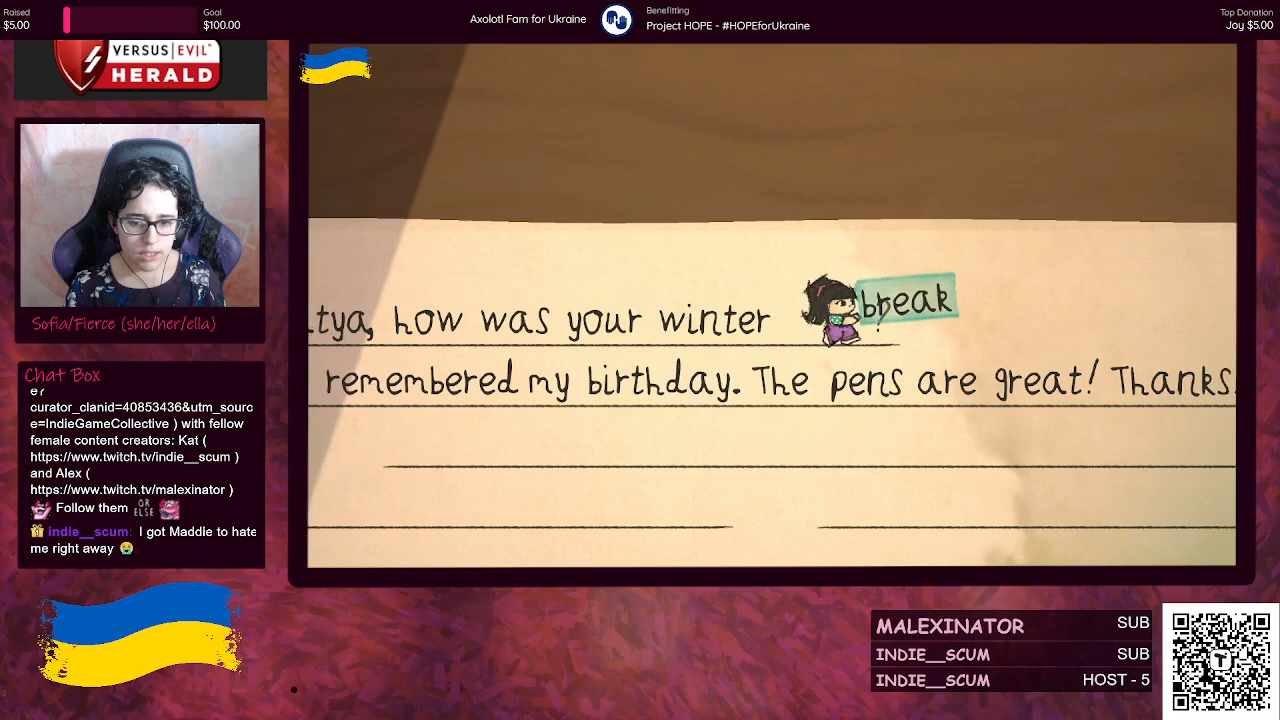 Raised
$5.00
Goal
$100.00
Axolotl Fam for Ukraine
Benefitting
Project HOPE - #HOPEforUkraine
Top Donation
Joy $5.00
VERSUS|EVIL
HERALD
tya, how was your winter break
remembered my birthday. The pens are great! Thanks.
Sofia/Fierce (she/her/ella)
Chat Box
curator_clanid=40853436&utm_sourc
e=IndieGameCollective ) with fellow
female content creators: Kat (
https://www.twitch.tv/indie__scum )
and Alex (
https://www.twitch.tv/malexinator )
Follow them OR ELSE
indie__scum: I got Maddie to hate
me right away
MALEXINATOR SUB
INDIE__SCUM SUB
INDIE__SCUM HOST - 5
T